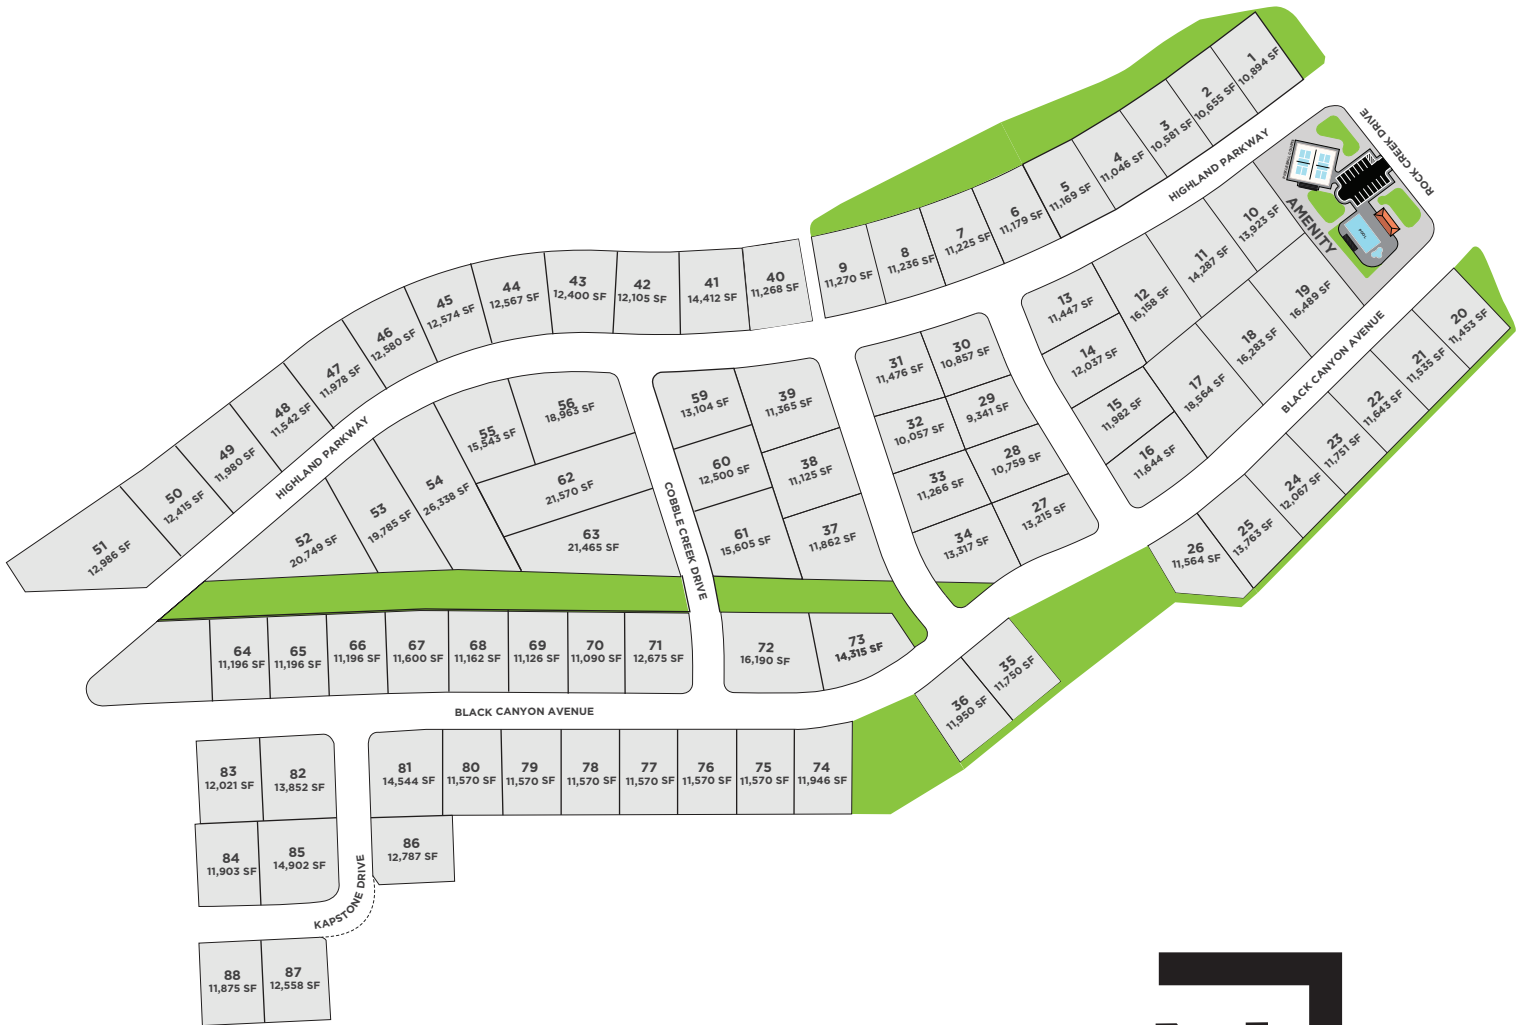 1
10,894 SF
2
10,655 SF
3
10,581 SF
4
11,046 SF
5
11,169 SF
6
11,179 SF
7
11,225 SF
8
11,236 SF
9
11,270 SF
HIGHLAND PARKWAY
ROCK CREEK DRIVE
AMENITY
10
13,923 SF
11
14,287 SF
12
16,158 SF
13
11,447 SF
14
12,037 SF
15
11,982 SF
16
11,644 SF
17
18,564 SF
18
16,283 SF
19
16,489 SF
BLACK CANYON AVENUE
20
11,453 SF
21
11,535 SF
22
11,643 SF
23
11,751 SF
24
12,067 SF
25
13,763 SF
26
11,564 SF
40
11,268 SF
41
14,412 SF
42
12,105 SF
43
12,400 SF
44
12,567 SF
45
12,574 SF
46
12,580 SF
47
11,978 SF
48
11,542 SF
49
11,980 SF
50
12,415 SF
51
12,986 SF
HIGHLAND PARKWAY
31
11,476 SF
30
10,857 SF
32
10,057 SF
29
9,341 SF
33
11,266 SF
28
10,759 SF
34
13,317 SF
27
13,215 SF
59
13,104 SF
39
11,365 SF
60
12,500 SF
38
11,125 SF
61
15,605 SF
37
11,862 SF
COBBLE CREEK DRIVE
56
18,963 SF
55
15,543 SF
54
26,338 SF
53
19,785 SF
52
20,749 SF
62
21,570 SF
63
21,465 SF
64
11,196 SF
65
11,196 SF
66
11,196 SF
67
11,600 SF
68
11,162 SF
69
11,126 SF
70
11,090 SF
71
12,675 SF
72
16,190 SF
73
14,315 SF
35
11,750 SF
36
11,950 SF
BLACK CANYON AVENUE
83
12,021 SF
82
13,852 SF
81
14,544 SF
80
11,570 SF
79
11,570 SF
78
11,570 SF
77
11,570 SF
76
11,570 SF
75
11,570 SF
74
11,946 SF
84
11,903 SF
85
14,902 SF
86
12,787 SF
KAPSTONE DRIVE
88
11,875 SF
87
12,558 SF